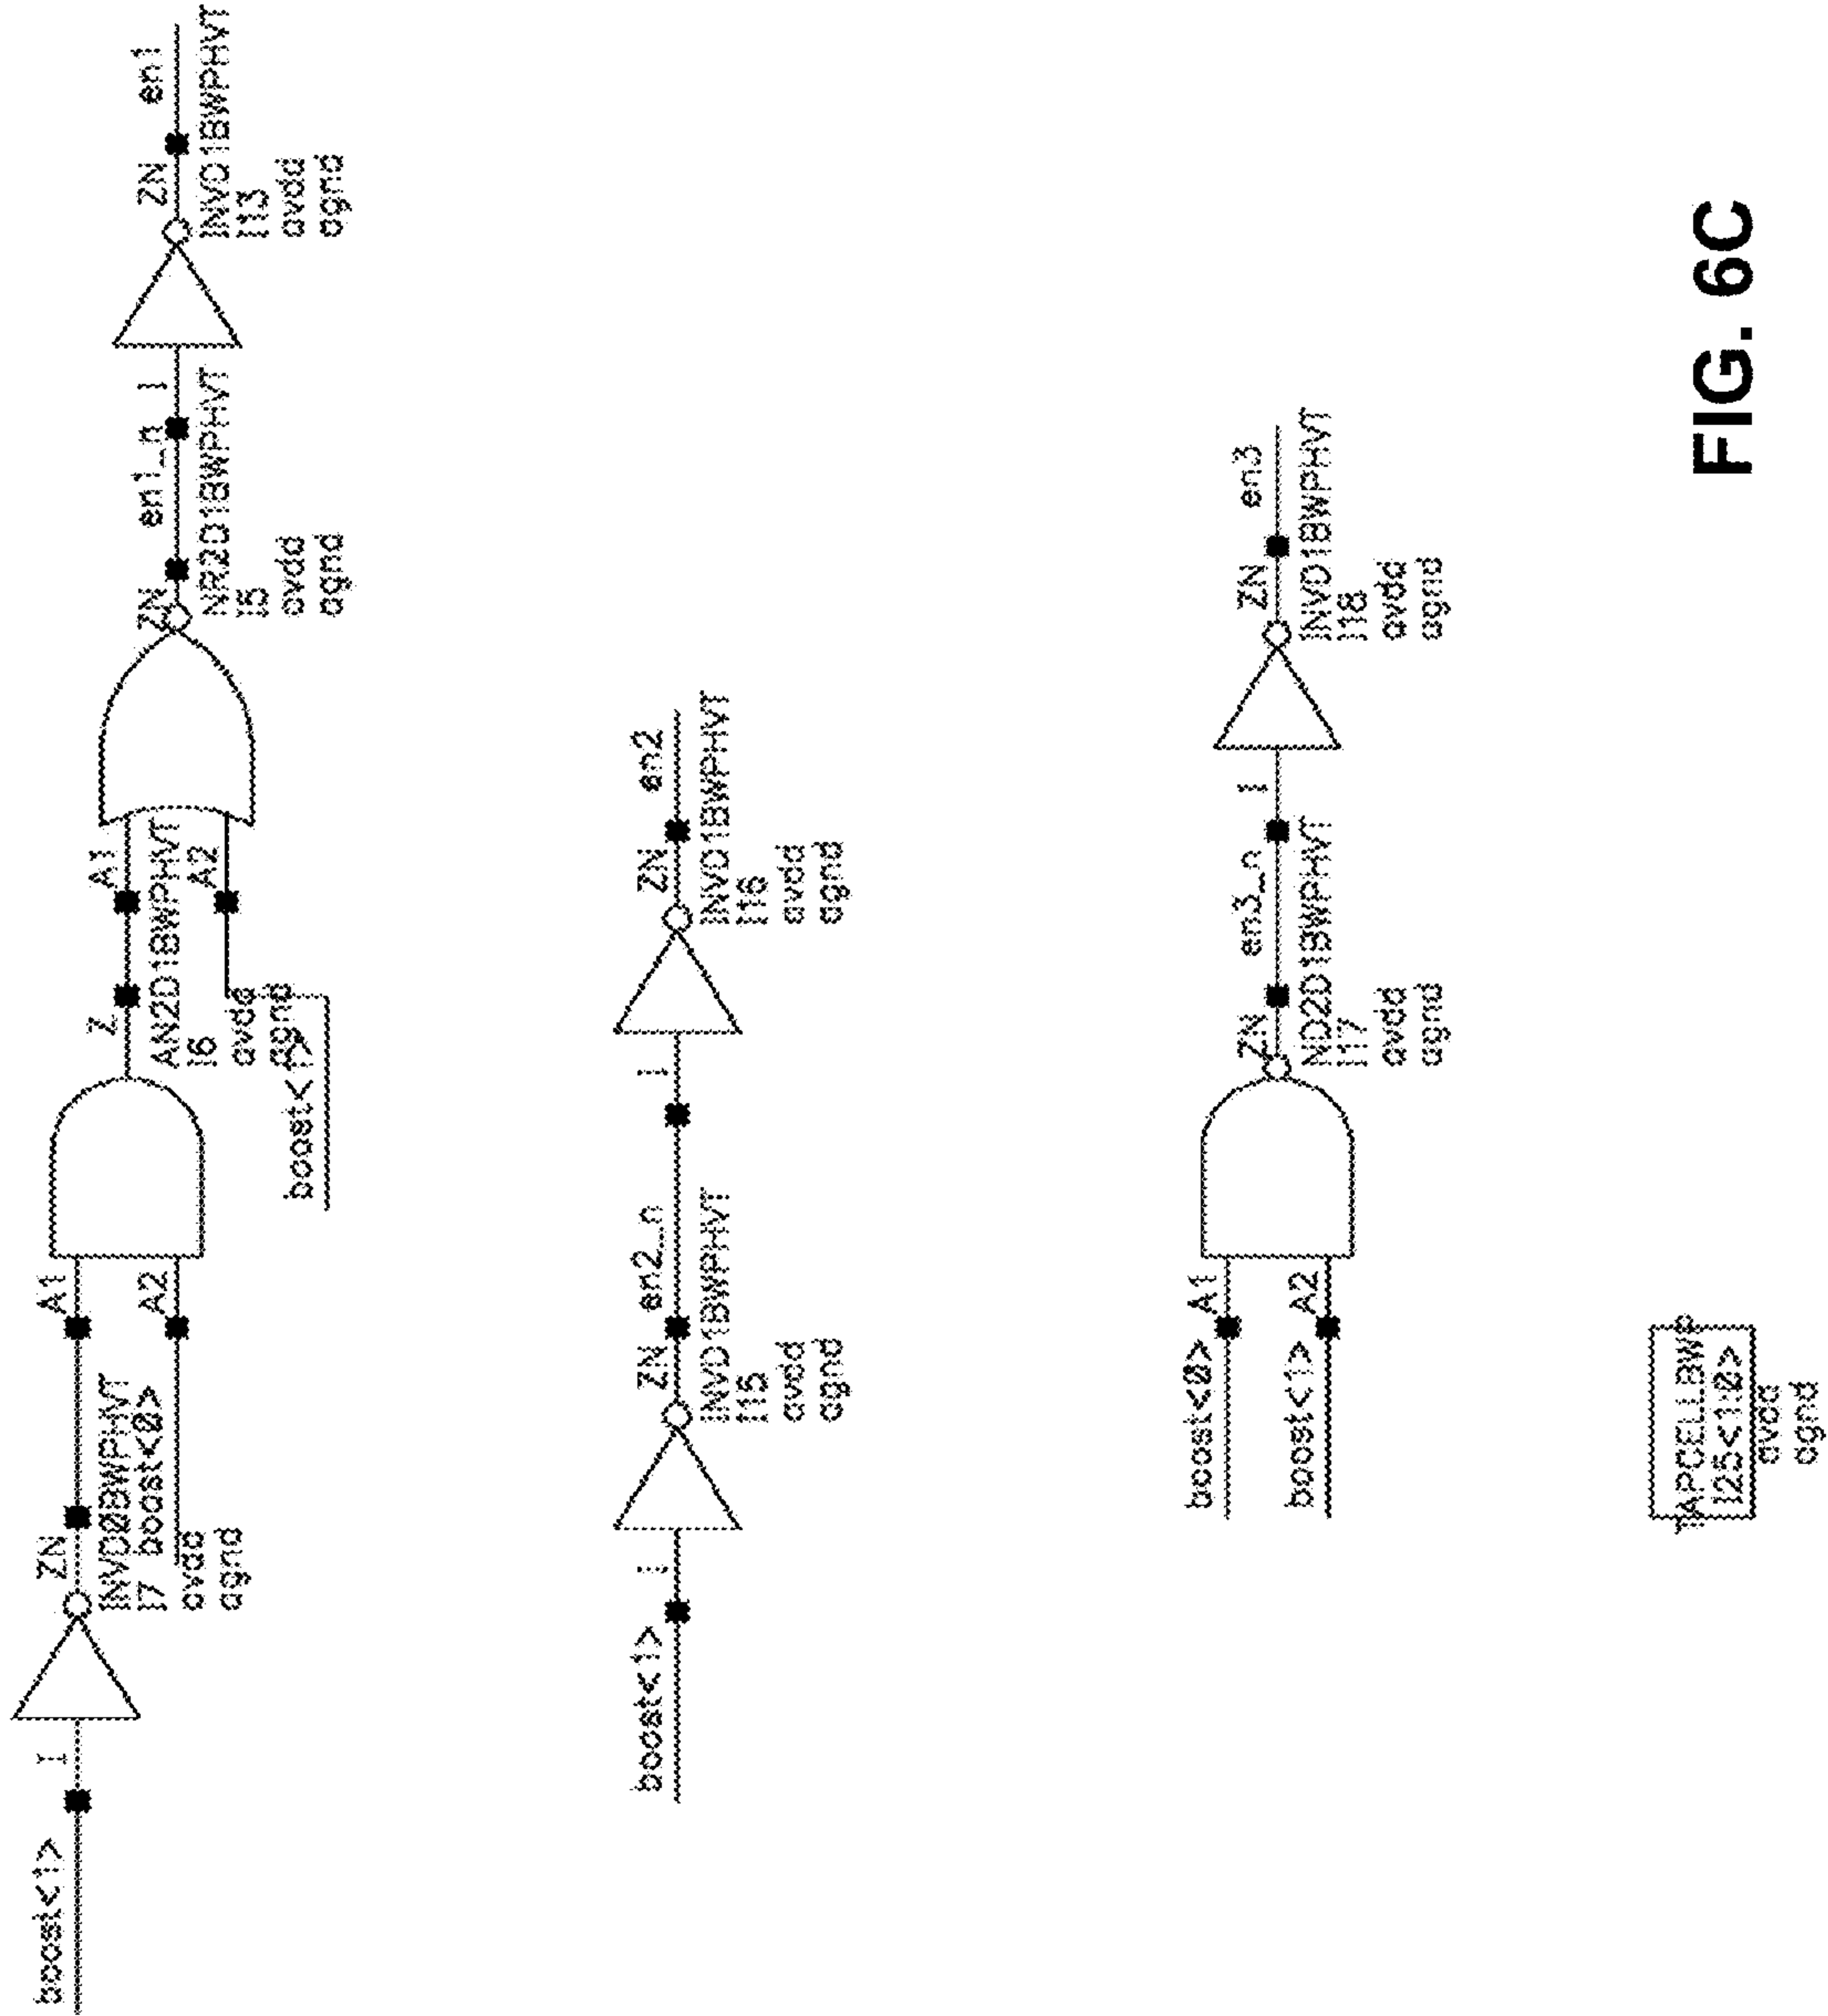 boost<1>
I
ZN
INVD0BWPHVT
I7
boost<0>
avdd
agnd
A1
A2
Z
AN2D1BWPHVT
I6
avdd
agnd
boost<1>
A1
A2
ZN
NR2D1BWPHVT
I5
avdd
agnd
en1_n
I
ZN
INVD1BWPHVT
I13
avdd
agnd
en1
boost<1>
I
ZN
INVD1BWPHVT
I15
avdd
agnd
en2_n
I
ZN
INVD1BWPHVT
I16
avdd
agnd
en2
boost<0>
boost<1>
A1
A2
ZN
ND2D1BWPHVT
I17
avdd
agnd
en3_n
I
ZN
INVD1BWPHVT
I18
avdd
agnd
en3
TAPCELLBWP
I25<1:0>
avdd
agnd
FIG. 6C